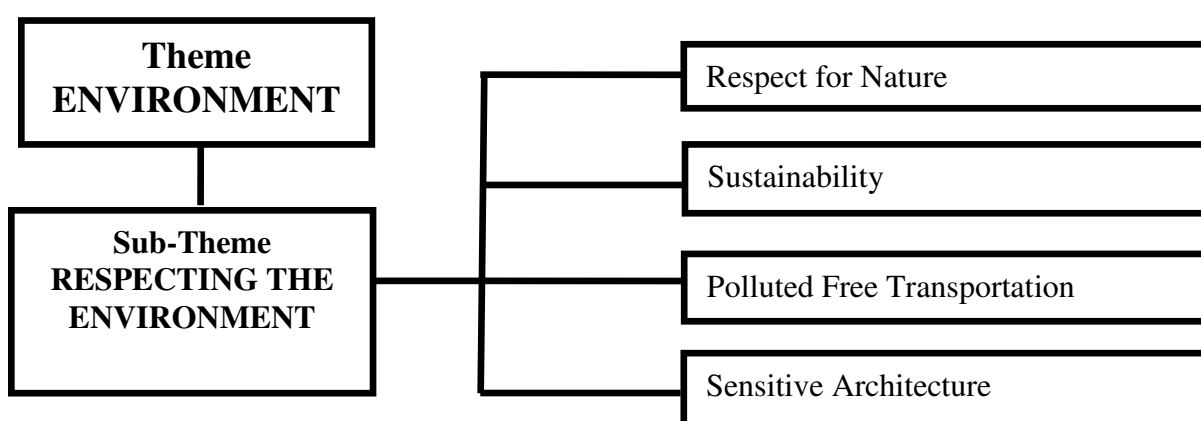 Theme
ENVIRONMENT
Sub-Theme
RESPECTING THE
ENVIRONMENT
Respect for Nature
Sustainability
Polluted Free Transportation
Sensitive Architecture